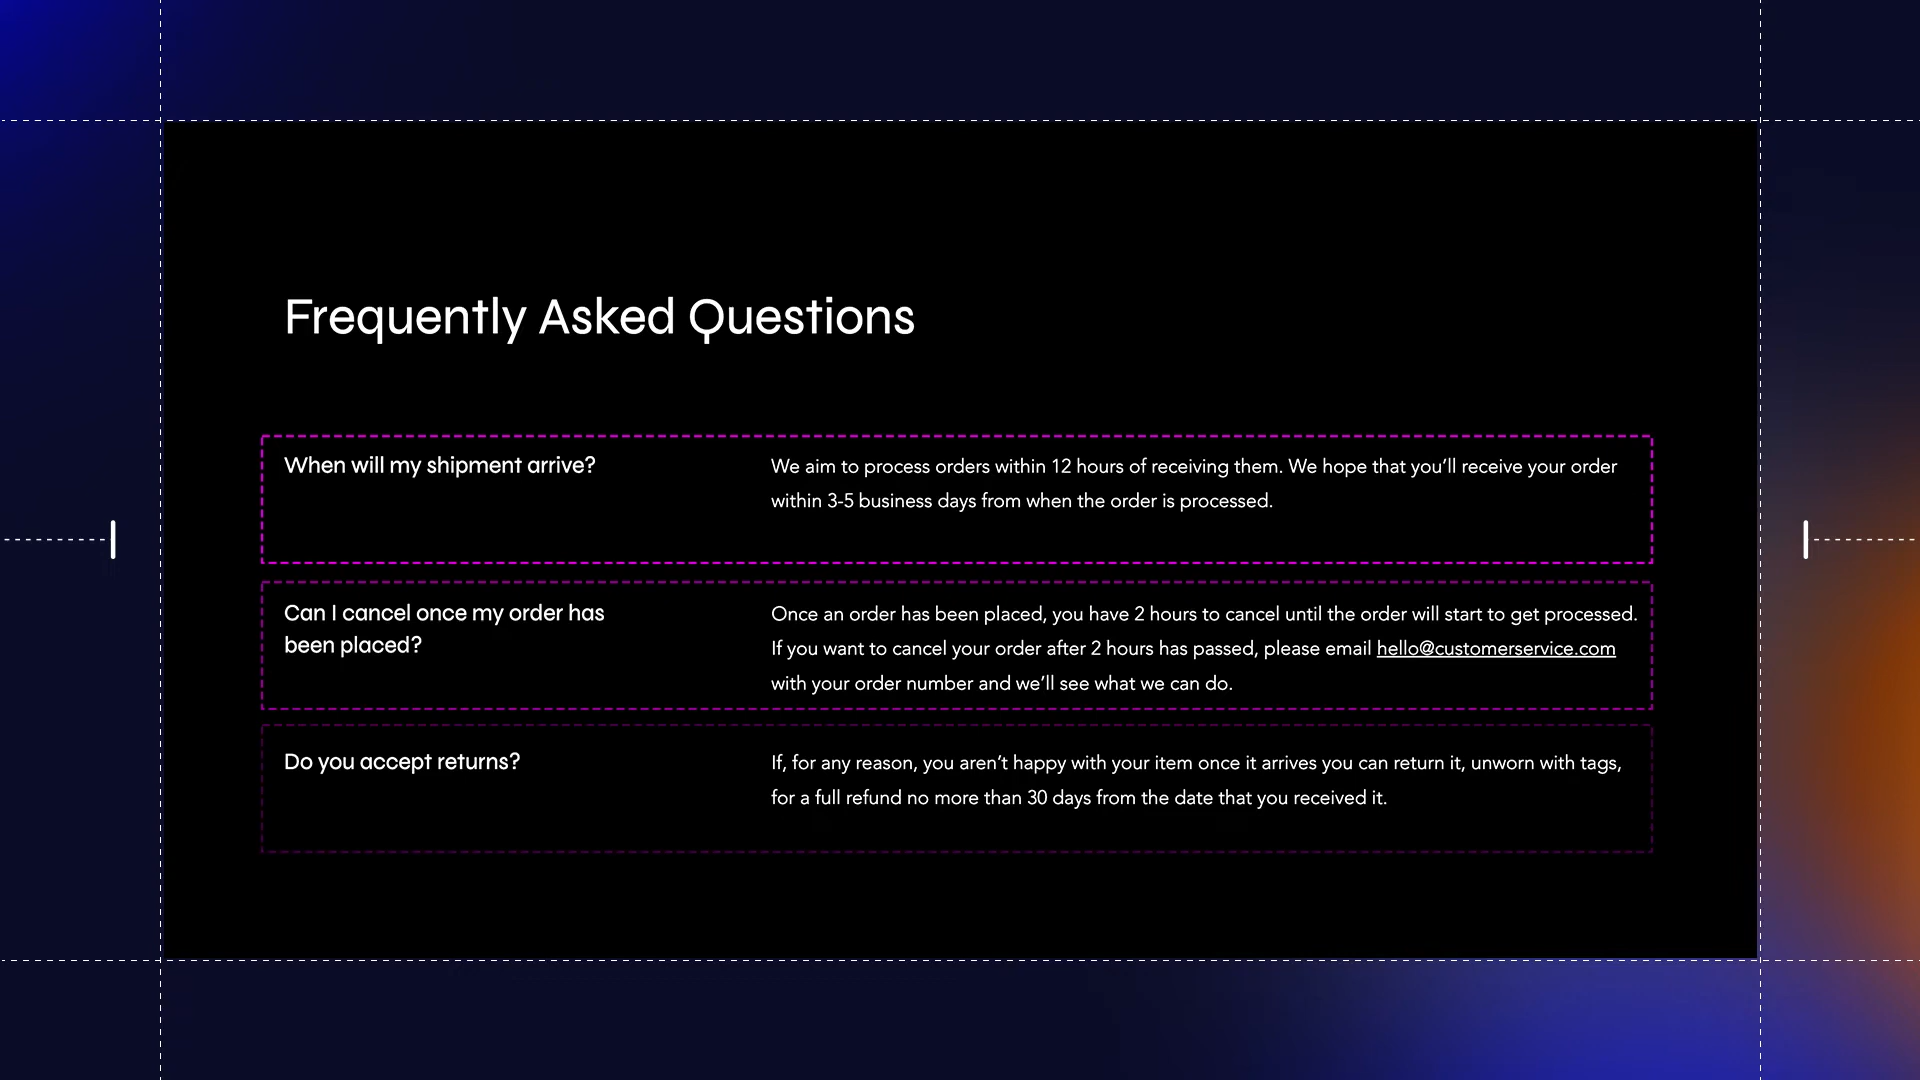 Frequently Asked Questions
When will my shipment arrive?
We aim to process orders within 12 hours of receiving them. We hope that you’ll receive your order
within 3-5 business days from when the order is processed.
Can I cancel once my order has
been placed?
Once an order has been placed, you have 2 hours to cancel until the order will start to get processed.
If you want to cancel your order after 2 hours has passed, please email hello@customerservice.com
with your order number and we’ll see what we can do.
Do you accept returns?
If, for any reason, you aren’t happy with your item once it arrives you can return it, unworn with tags,
for a full refund no more than 30 days from the date that you received it.